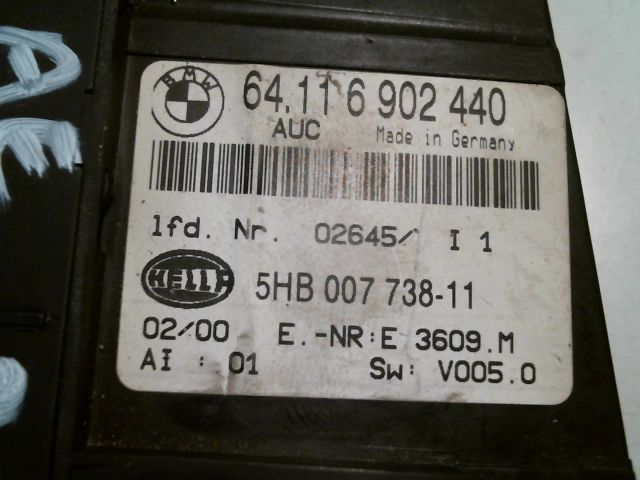 BMW 64.11 6 902 440
AUC Made in Germany
lfd. Nr. 02645/ I 1
HELLA 5HB 007 738-11
02/00 E.-NR:E 3609.M
AI : 01 Sw: V005.0